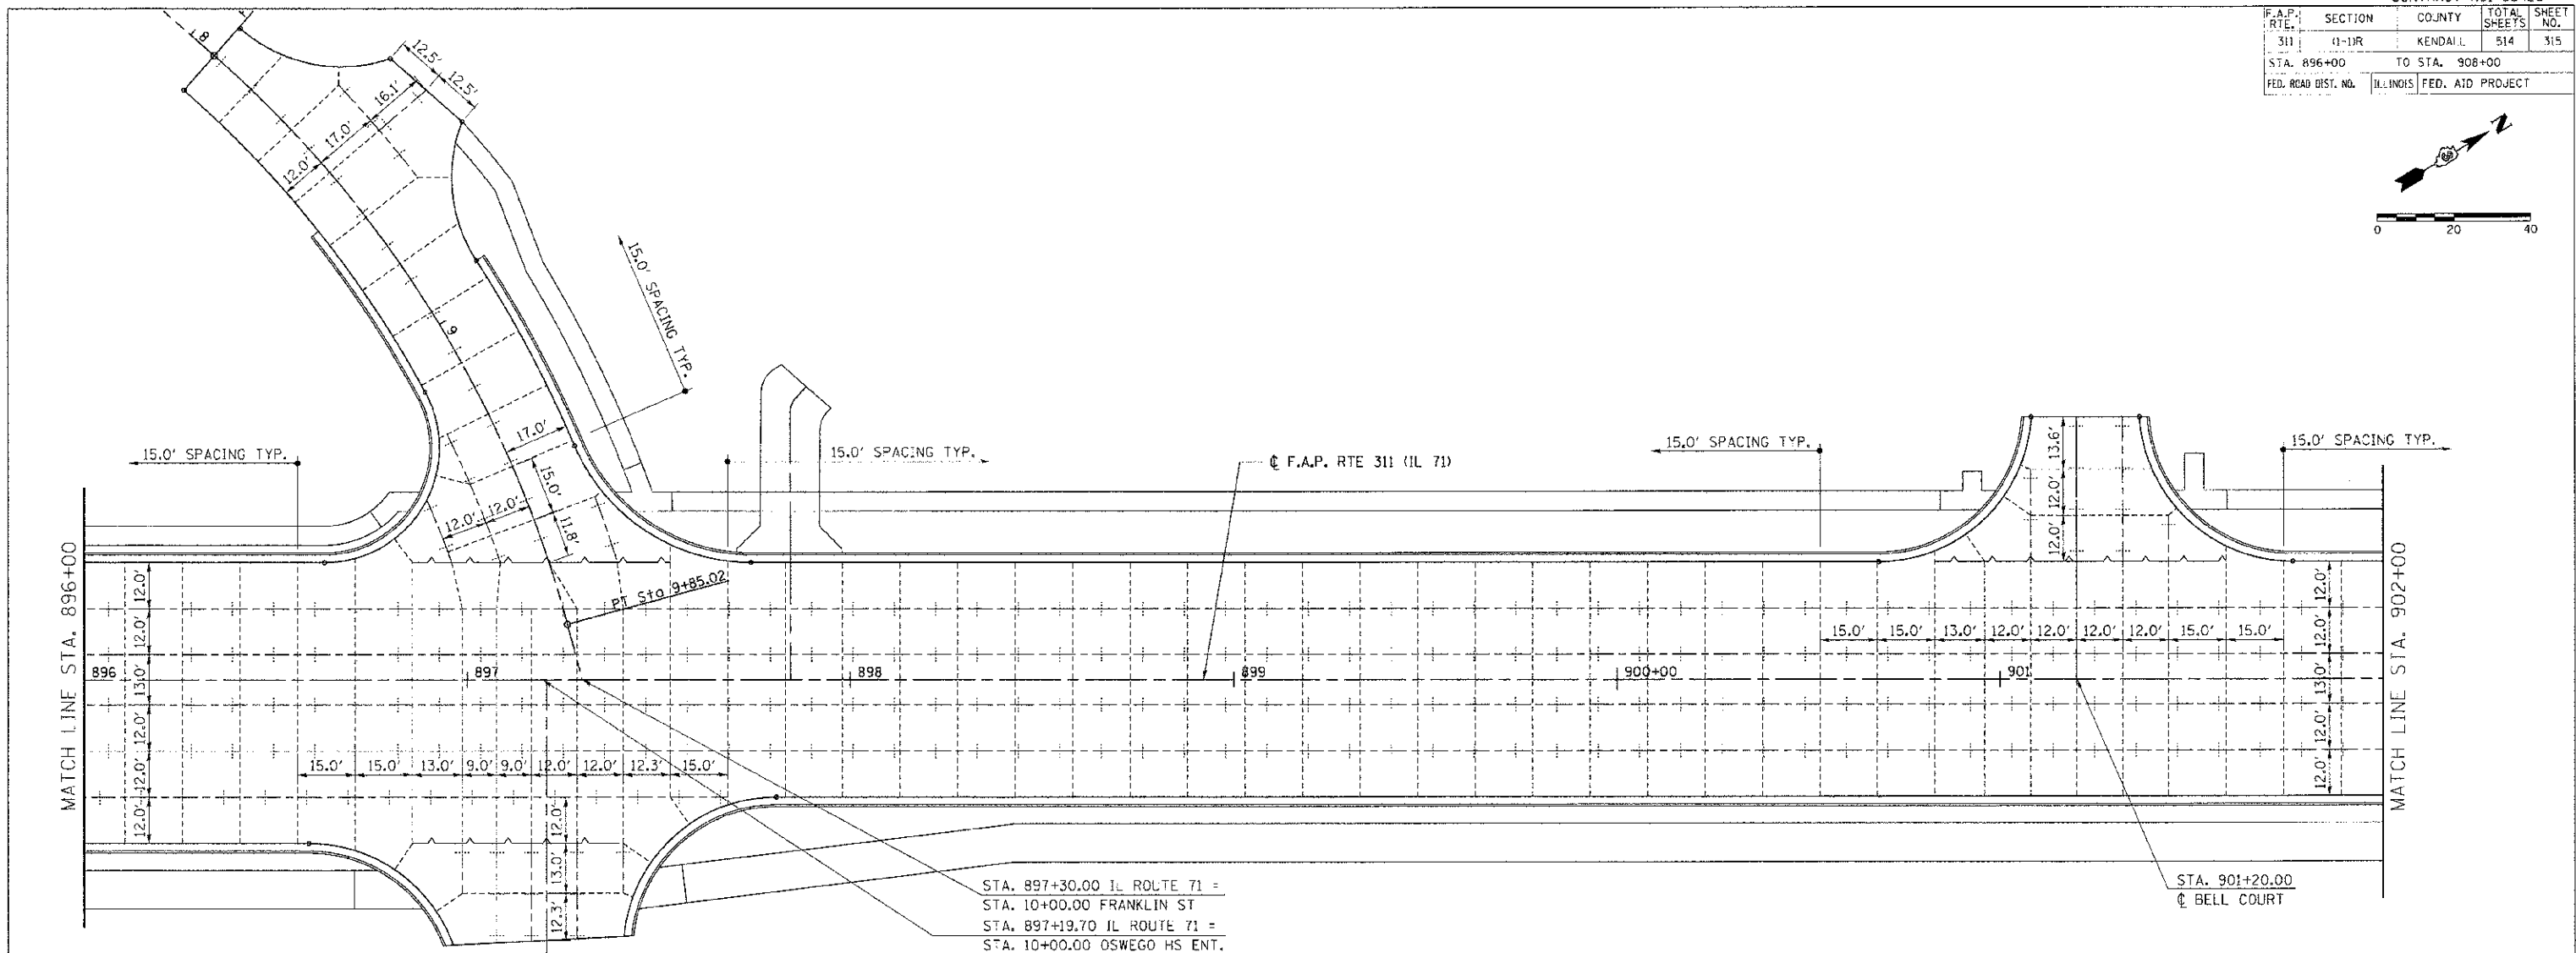 F.A.P. RTE. SECTION COUNTY TOTAL SHEETS SHEET NO.
311 (1-1)R KENDALL 514 315
STA. 896+00 TO STA. 908+00
FED. ROAD DIST. NO. ILLINOIS FED. AID PROJECT
N
0 20 40
8
12.5'
12.5'
16.1'
17.0'
12.0'
15.0' SPACING TYP.
9
17.0'
15.0'
12.0'
12.0'
11.8'
PT Sta 9+85.02
15.0' SPACING TYP.
15.0' SPACING TYP.
℄ F.A.P. RTE 311 (IL 71)
15.0' SPACING TYP.
15.0' SPACING TYP.
13.6'
12.0'
12.0'
MATCH LINE STA. 896+00
12.0'
12.0'
13.0'
12.0'
12.0'
12.0'
896 897 898 899 900+00 901
15.0' 15.0' 13.0' 12.0' 12.0' 12.0' 12.0' 15.0' 15.0'
12.0'
12.0'
13.0'
12.0'
12.0'
MATCH LINE STA. 902+00
15.0' 15.0' 13.0' 9.0' 9.0' 12.0' 12.0' 12.3' 15.0'
12.0'
13.0'
12.3'
STA. 897+30.00 IL ROUTE 71 =
STA. 10+00.00 FRANKLIN ST
STA. 897+19.70 IL ROUTE 71 =
STA. 10+00.00 OSWEGO HS ENT.
STA. 901+20.00
℄ BELL COURT